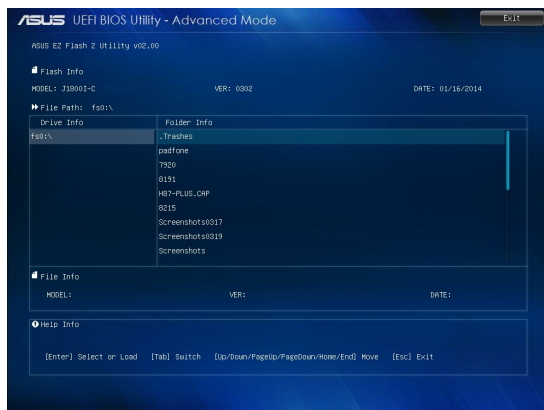 ASUS UEFI BIOS Utility - Advanced Mode
Exit
ASUS EZ Flash 2 Utility v02.00
Flash Info
MODEL: J1800I-C VER: 0302 DATE: 01/16/2014
File Path: fs0:\
Drive Info Folder Info
fs0:\ .Trashes
padfone
7920
8191
H87-PLUS.CAP
8215
Screenshots0317
Screenshots0319
Screenshots
File Info
MODEL: VER: DATE:
Help Info
[Enter] Select or Load [Tab] Switch [Up/Down/PageUp/PageDown/Home/End] Move [Esc] Exit